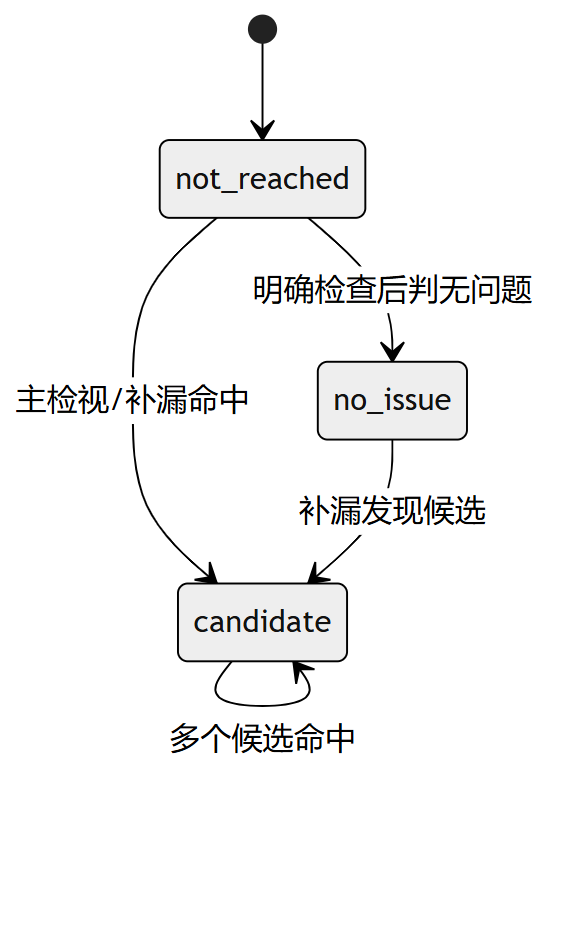 not_reached
明确检查后判无问题
主检视/补漏命中
no_issue
补漏发现候选
candidate
多个候选命中